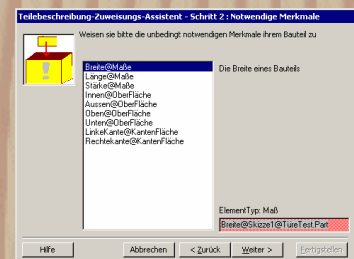 Teilebeschreibung-Zuweisungs-Assistent - Schritt 2 : Notwendige Merkmale
Weisen sie bitte die unbedingt notwendigen Merkmale ihrem Bauteil zu
Breite@Maße
Länge@Maße
Stärke@Maße
Innen@OberFläche
Aussen@OberFläche
Oben@OberFläche
Unten@OberFläche
LinkeKante@KantenFläche
Rechtekante@KantenFläche
Die Breite eines Bauteils
ElementTyp: Maß
Breite@Skizze1@TüreTest.Part
Hilfe
Abbrechen
< Zurück
Weiter >
Fertigstellen